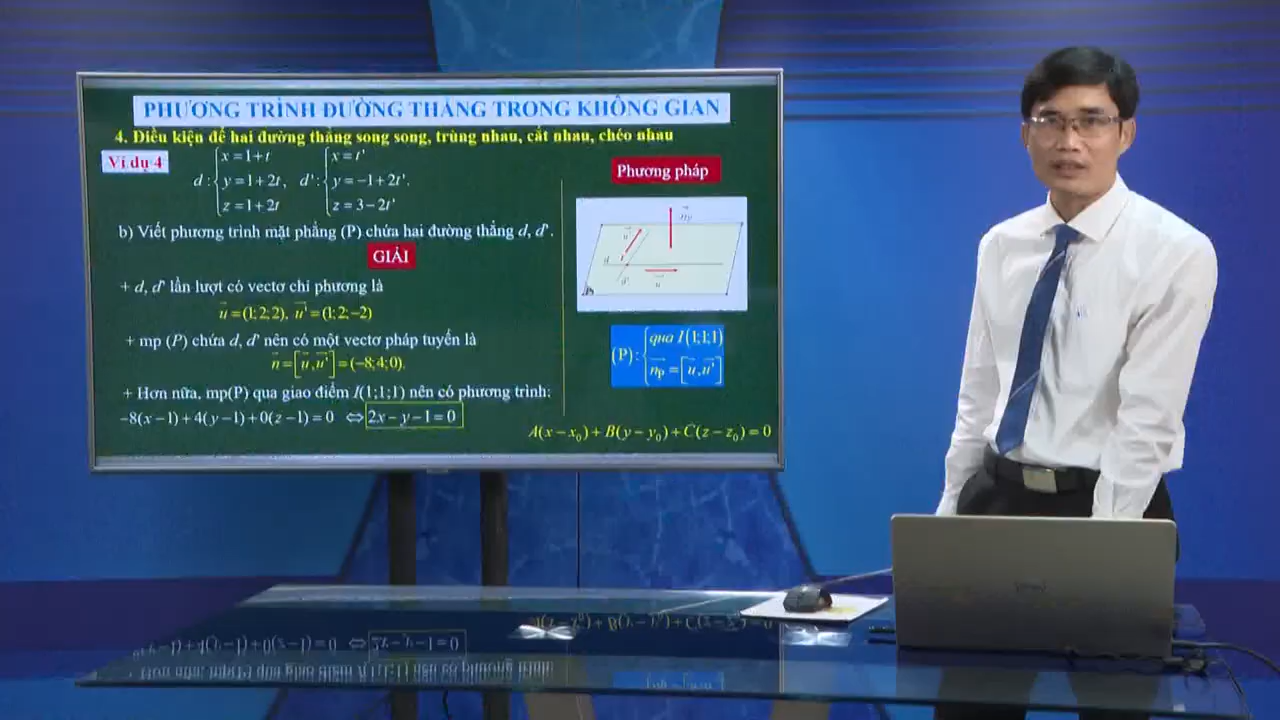 PHƯƠNG TRÌNH ĐƯỜNG THẲNG TRONG KHÔNG GIAN
4. Điều kiện để hai đường thẳng song song, trùng nhau, cắt nhau, chéo nhau
Ví dụ 4
d : { x = 1 + t
y = 1 + 2t,
z = 1 + 2t
d' : { x = t'
y = −1 + 2t'.
z = 3 − 2t'
b) Viết phương trình mặt phẳng (P) chứa hai đường thẳng d, d'.
GIẢI
+ d, d' lần lượt có vectơ chỉ phương là
u = (1; 2; 2), u' = (1; 2; −2)
+ mp (P) chứa d, d' nên có một vectơ pháp tuyến là
n = [u, u'] = (−8; 4; 0).
+ Hơn nữa, mp(P) qua giao điểm I(1;1;1) nên có phương trình:
−8(x − 1) + 4(y − 1) + 0(z − 1) = 0 ⇔ 2x − y − 1 = 0
Phương pháp
d
d'
u
(P) : { qua I(1;1;1)
nP = [u, u']
A(x − x0) + B(y − y0) + C(z − z0) = 0